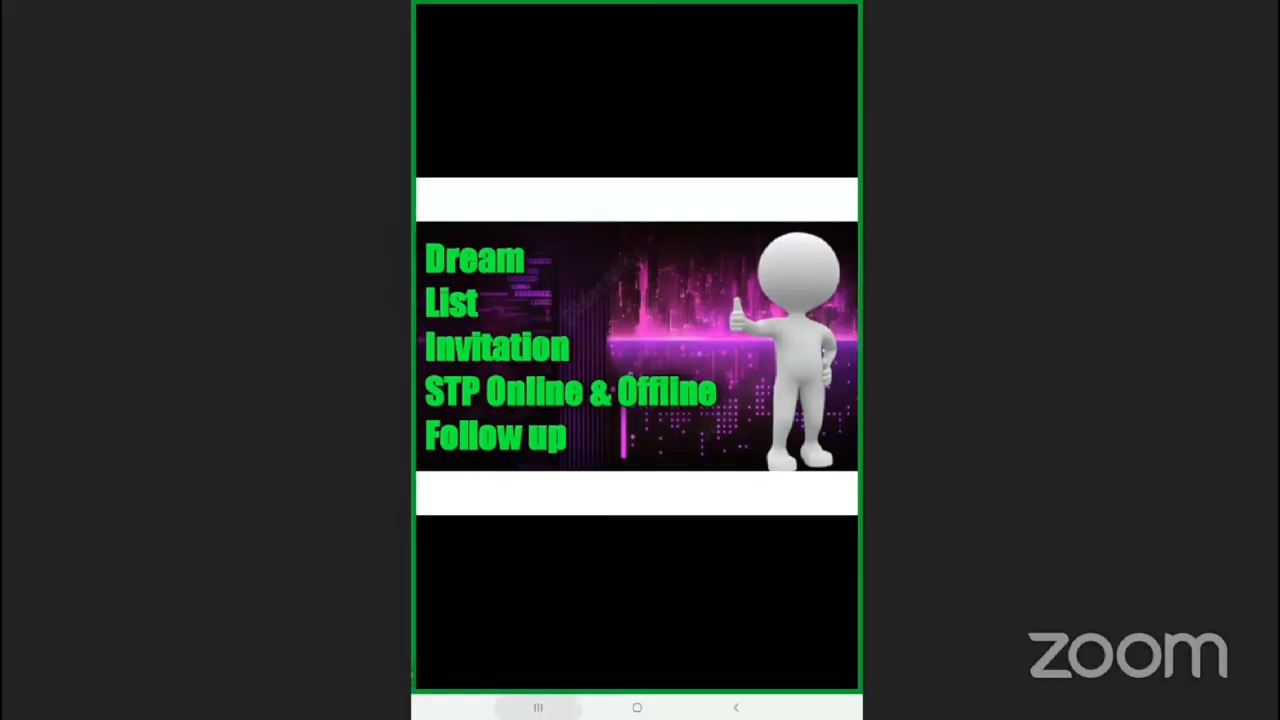 Dream
List
Invitation
STP Online & Offline
Follow up
zoom